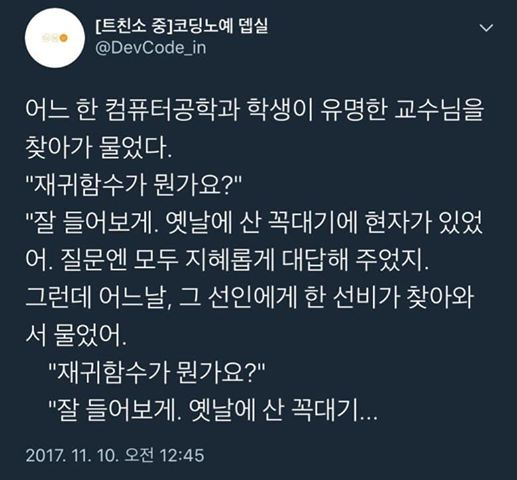 [트친소 중]코딩노예 뎁실
@DevCode_in
어느 한 컴퓨터공학과 학생이 유명한 교수님을
찾아가 물었다.
"재귀함수가 뭔가요?"
"잘 들어보게. 옛날에 산 꼭대기에 현자가 있었
어. 질문엔 모두 지혜롭게 대답해 주었지.
그런데 어느날, 그 선인에게 한 선비가 찾아와
서 물었어.
"재귀함수가 뭔가요?"
"잘 들어보게. 옛날에 산 꼭대기...
2017. 11. 10. 오전 12:45